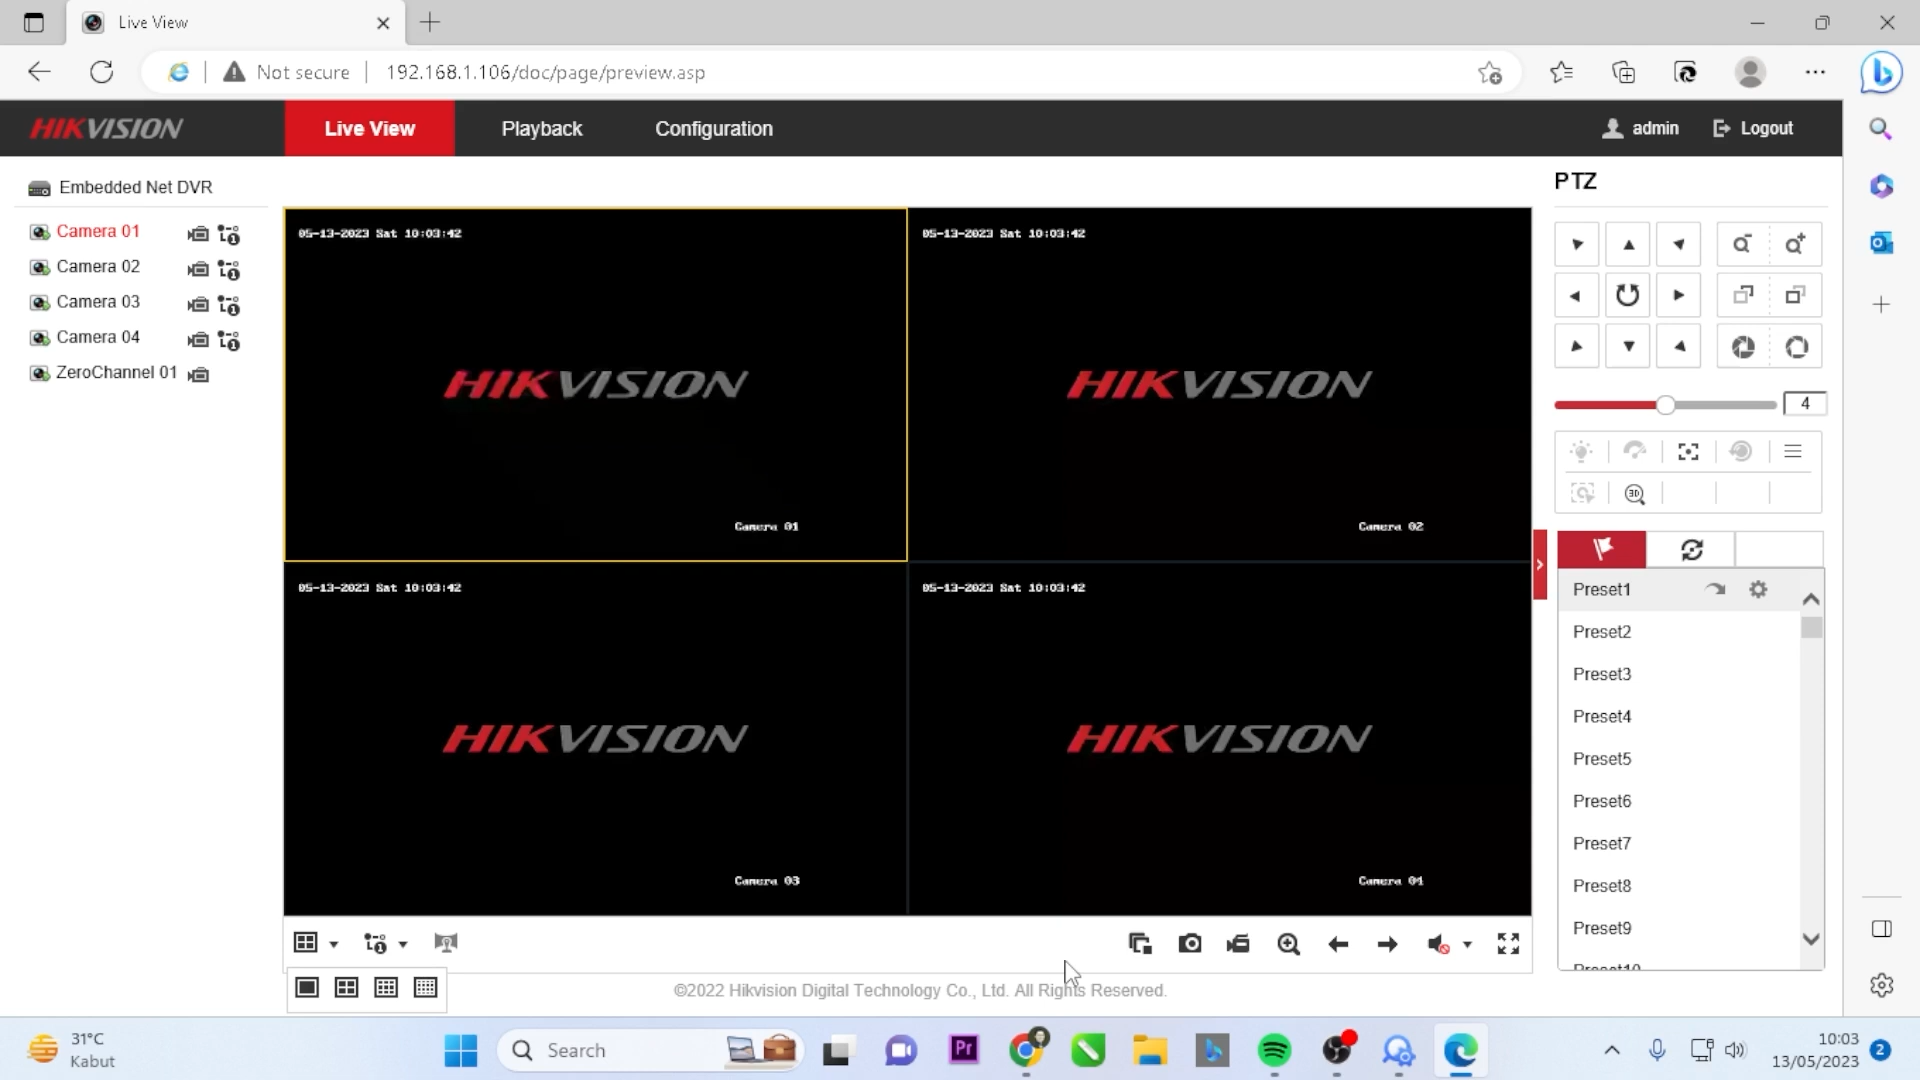 Live View
Not secure
192.168.1.106/doc/page/preview.asp
HIKVISION
Live View
Playback
Configuration
admin
Logout
Embedded Net DVR
Camera 01
Camera 02
Camera 03
Camera 04
ZeroChannel 01
05-13-2023 Sat 10:03:42
HIKVISION
Camera 01
05-13-2023 Sat 10:03:42
HIKVISION
Camera 02
05-13-2023 Sat 10:03:42
HIKVISION
Camera 03
05-13-2023 Sat 10:03:42
HIKVISION
Camera 04
PTZ
4
3D
Preset1
Preset2
Preset3
Preset4
Preset5
Preset6
Preset7
Preset8
Preset9
Preset10
©2022 Hikvision Digital Technology Co., Ltd. All Rights Reserved.
31°C
Kabut
Search
Pr
10:03
13/05/2023
2